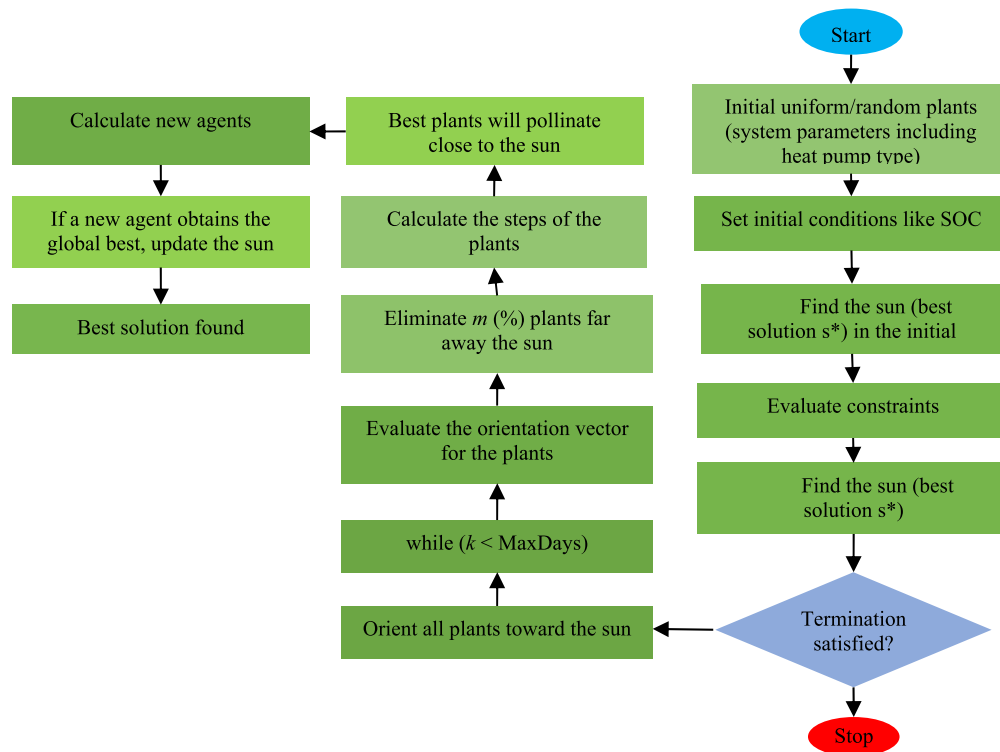 Start
Initial uniform/random plants
(system parameters including
heat pump type)
Set initial conditions like SOC
Find the sun (best
solution s*) in the initial
Evaluate constraints
Find the sun (best
solution s*)
Termination
satisfied?
Stop
Orient all plants toward the sun
while (k < MaxDays)
Evaluate the orientation vector
for the plants
Eliminate m (%) plants far
away the sun
Calculate the steps of the
plants
Best plants will pollinate
close to the sun
Calculate new agents
If a new agent obtains the
global best, update the sun
Best solution found